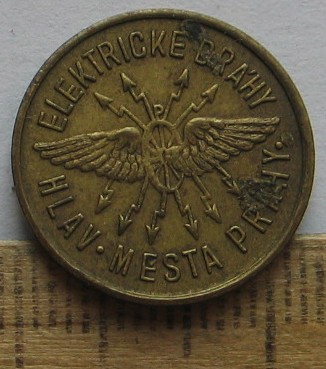 ELEKTRICKÉ DRÁHY
P
HLAV. MĚSTA PRAHY.